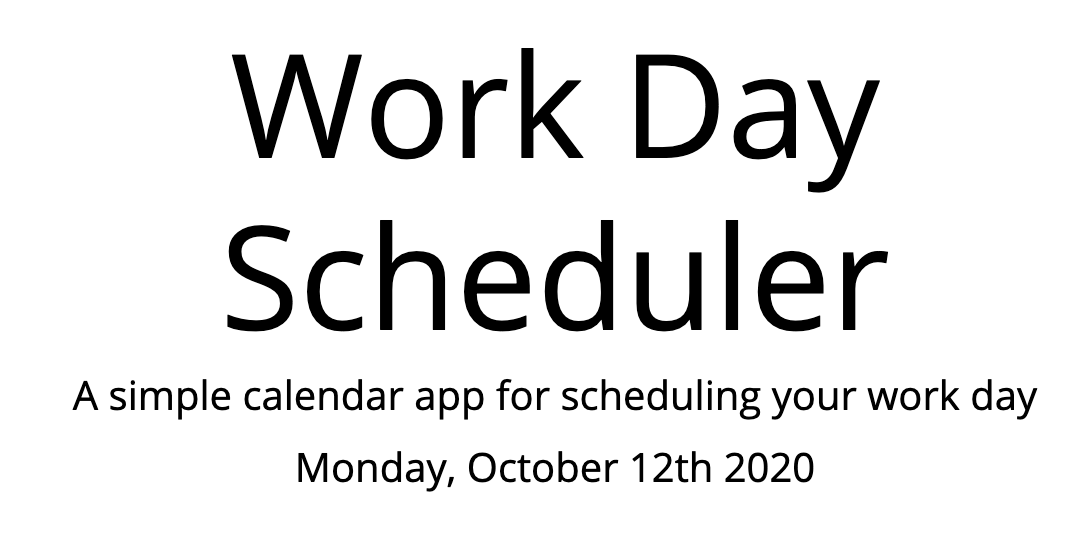 Work Day
Scheduler
A simple calendar app for scheduling your work day
Monday, October 12th 2020